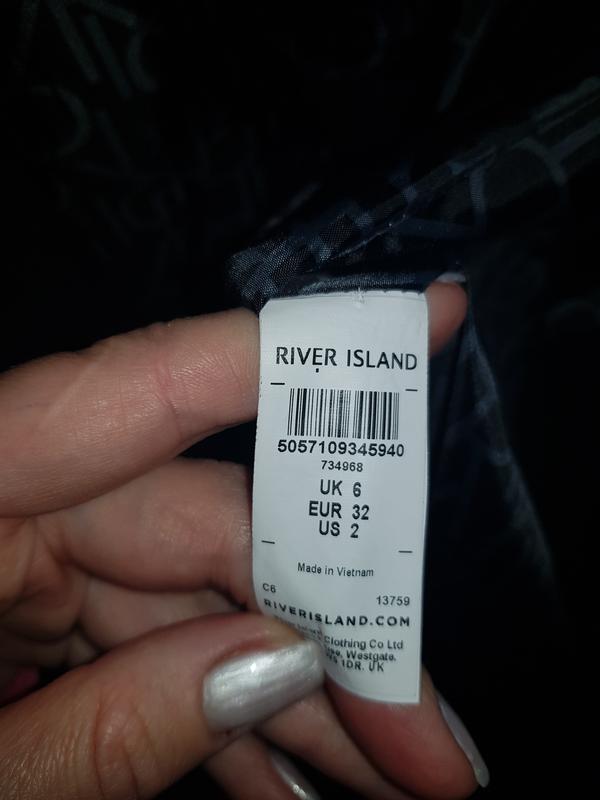 RIVER ISLAND
5057109345940
734968
UK 6
EUR 32
US 2
Made in Vietnam
C6 13759
RIVERISLAND.COM
Clothing Co Ltd
Westgate,
1DR. UK